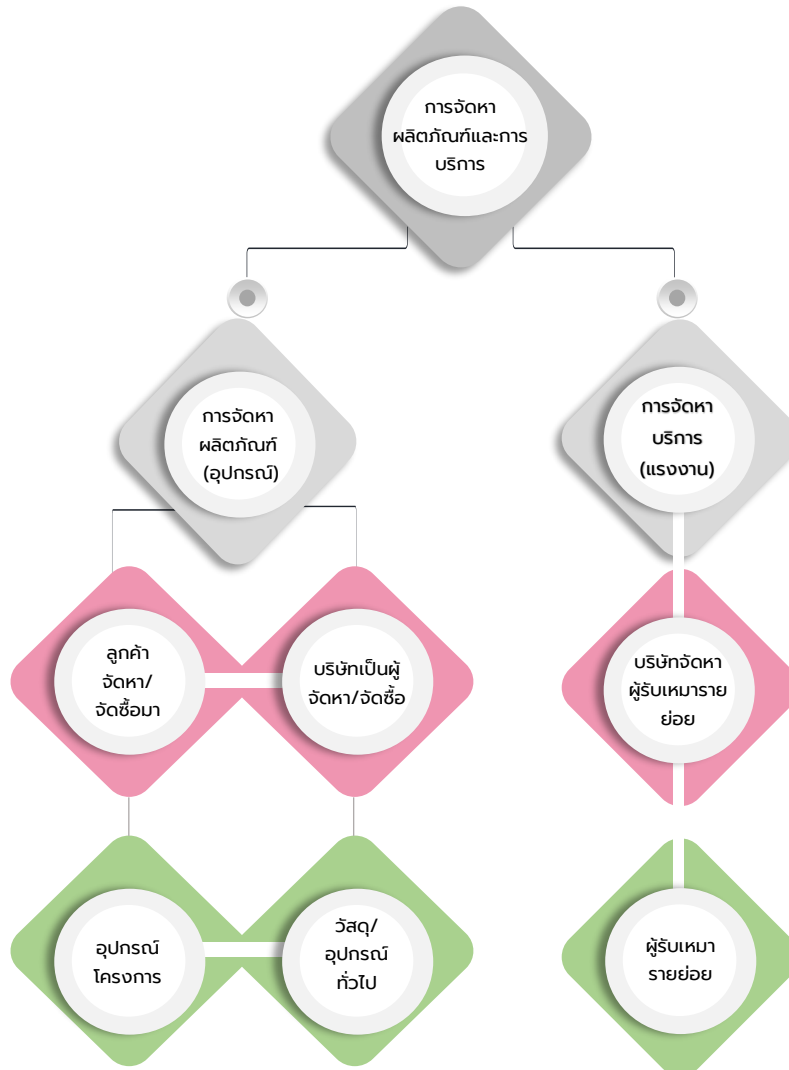 การจัดหา
ผลิตภัณฑ์และการ
บริการ
การจัดหา
ผลิตภัณฑ์
(อุปกรณ์)
การจัดหา
บริการ
(แรงงาน)
ลูกค้า
จัดหา/
จัดซื้อมา
บริษัทเป็นผู้
จัดหา/จัดซื้อ
บริษัทจัดหา
ผู้รับเหมาราย
ย่อย
อุปกรณ์
โครงการ
วัสดุ/
อุปกรณ์
ทั่วไป
ผู้รับเหมา
รายย่อย